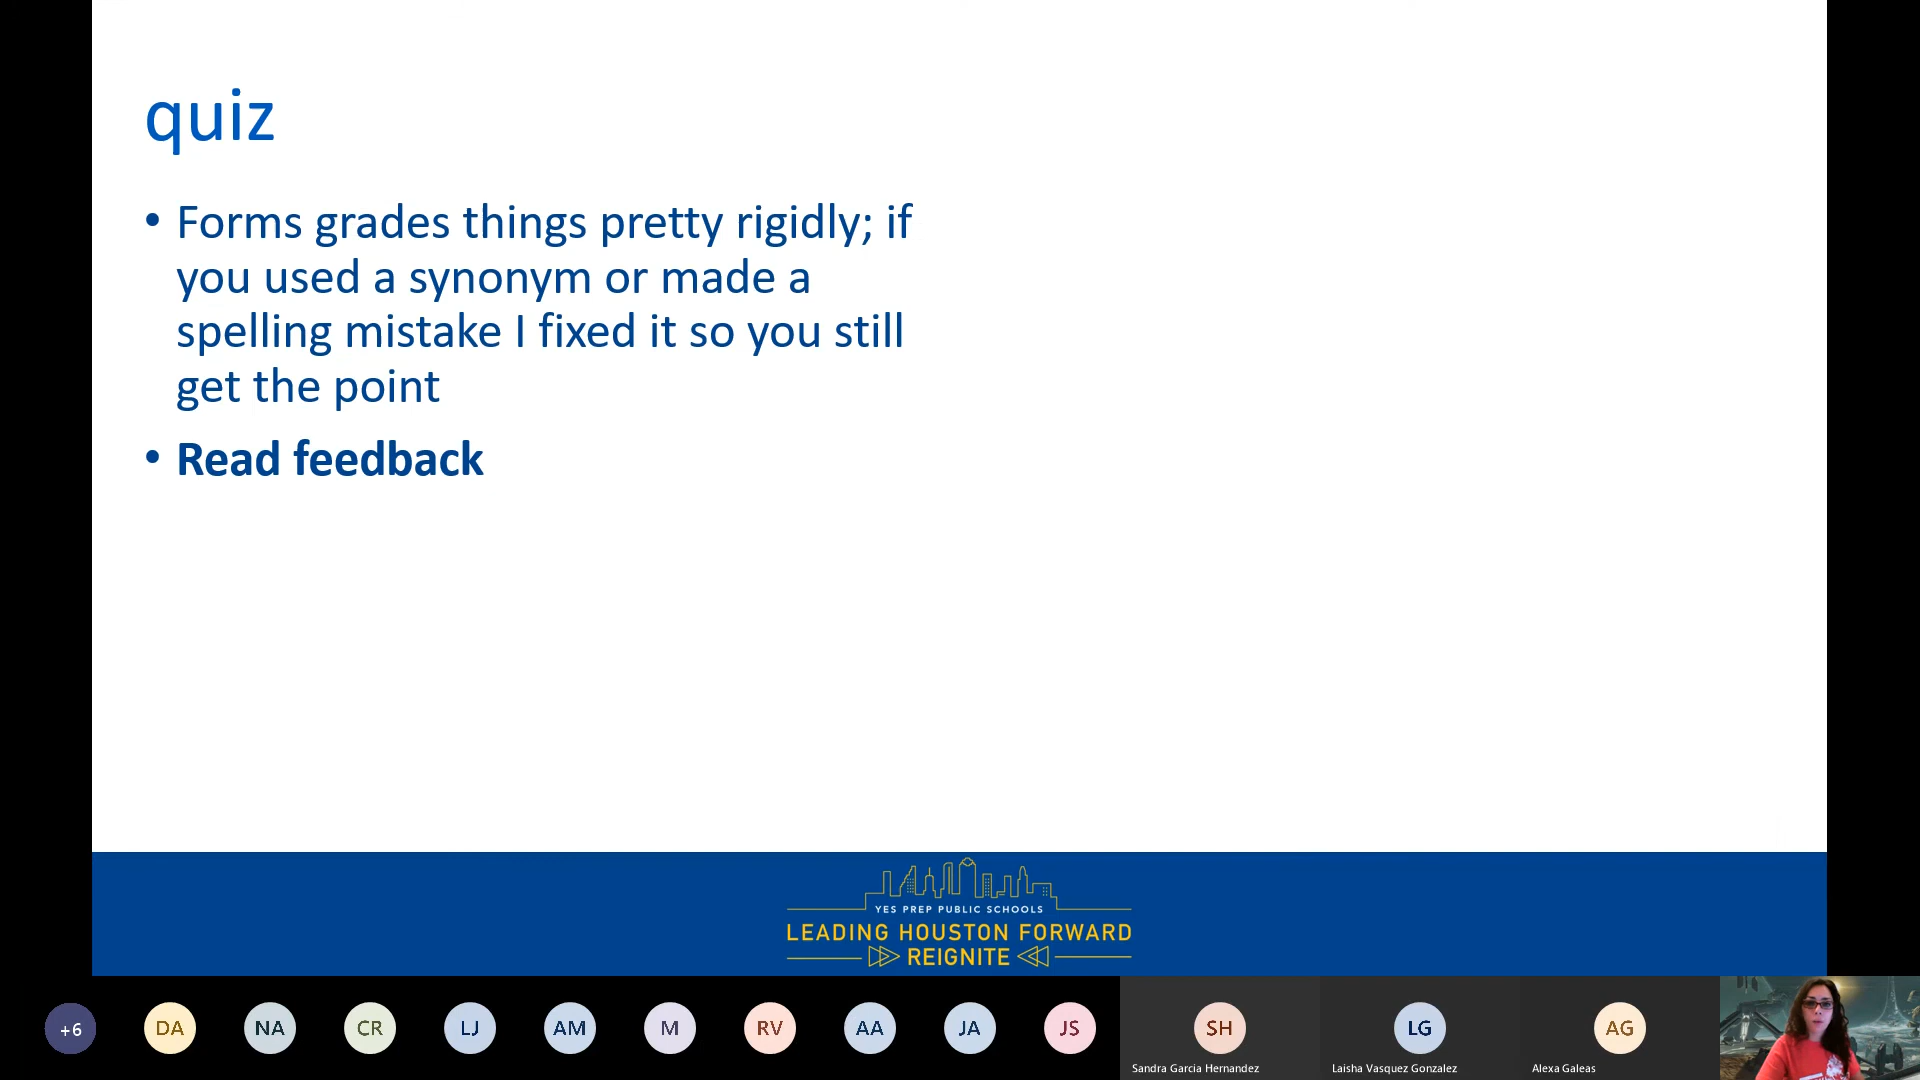 quiz
• Forms grades things pretty rigidly; if
you used a synonym or made a
spelling mistake I fixed it so you still
get the point
• Read feedback
YES PREP PUBLIC SCHOOLS
LEADING HOUSTON FORWARD
REIGNITE
+6
DA
NA
CR
LJ
AM
M
RV
AA
JA
JS
SH
LG
AG
Sandra Garcia Hernandez
Laisha Vasquez Gonzalez
Alexa Galeas